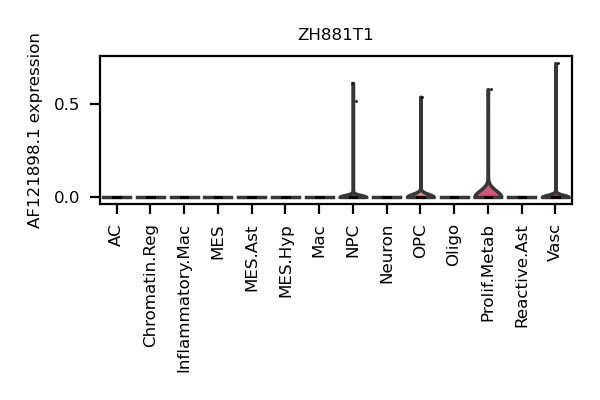 ZH881T1
AF121898.1 expression
0.5
0.0
AC
Chromatin.Reg
Inflammatory.Mac
MES
MES.Ast
MES.Hyp
Mac
NPC
Neuron
OPC
Oligo
Prolif.Metab
Reactive.Ast
Vasc